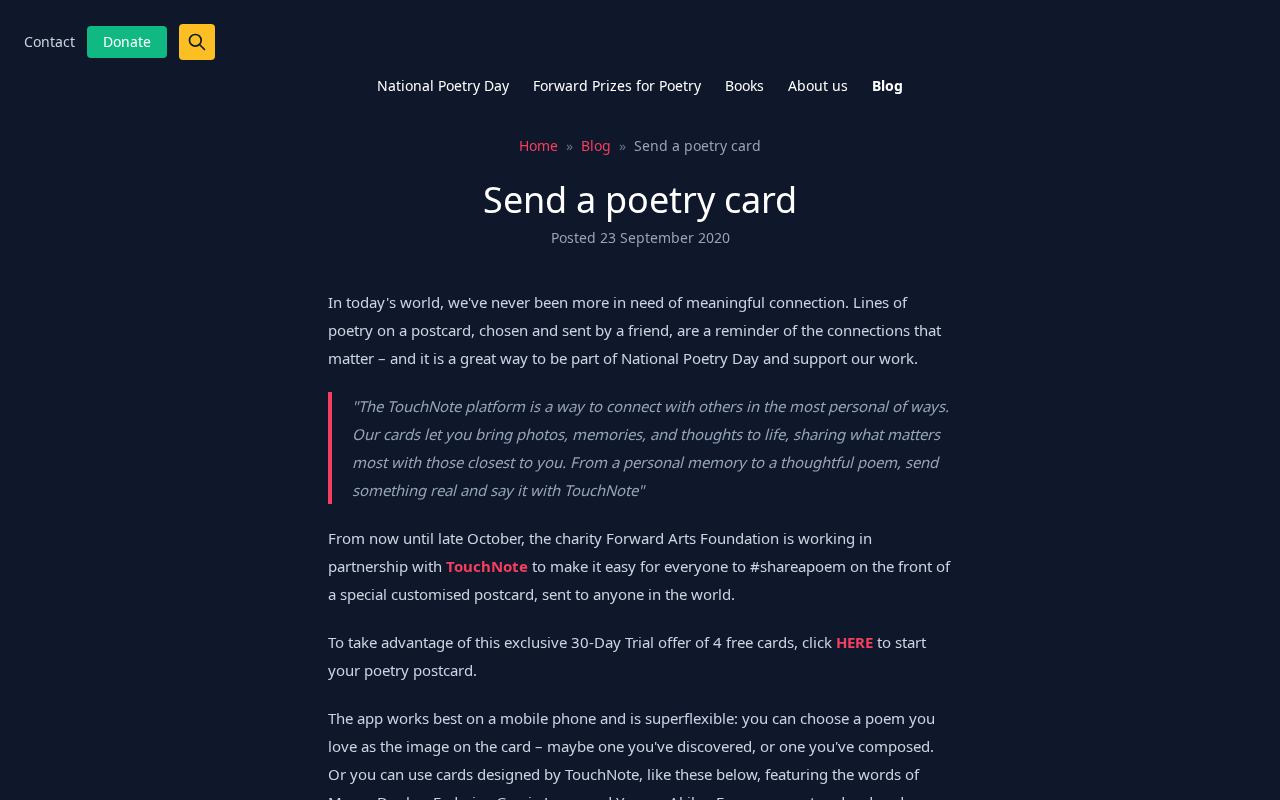 Contact Donate
National Poetry Day Forward Prizes for Poetry Books About us Blog
Home » Blog » Send a poetry card
Send a poetry card
Posted 23 September 2020
In today's world, we've never been more in need of meaningful connection. Lines of
poetry on a postcard, chosen and sent by a friend, are a reminder of the connections that
matter – and it is a great way to be part of National Poetry Day and support our work.
"The TouchNote platform is a way to connect with others in the most personal of ways.
Our cards let you bring photos, memories, and thoughts to life, sharing what matters
most with those closest to you. From a personal memory to a thoughtful poem, send
something real and say it with TouchNote"
From now until late October, the charity Forward Arts Foundation is working in
partnership with TouchNote to make it easy for everyone to #shareapoem on the front of
a special customised postcard, sent to anyone in the world.
To take advantage of this exclusive 30-Day Trial offer of 4 free cards, click HERE to start
your poetry postcard.
The app works best on a mobile phone and is superflexible: you can choose a poem you
love as the image on the card – maybe one you've discovered, or one you've composed.
Or you can use cards designed by TouchNote, like these below, featuring the words of